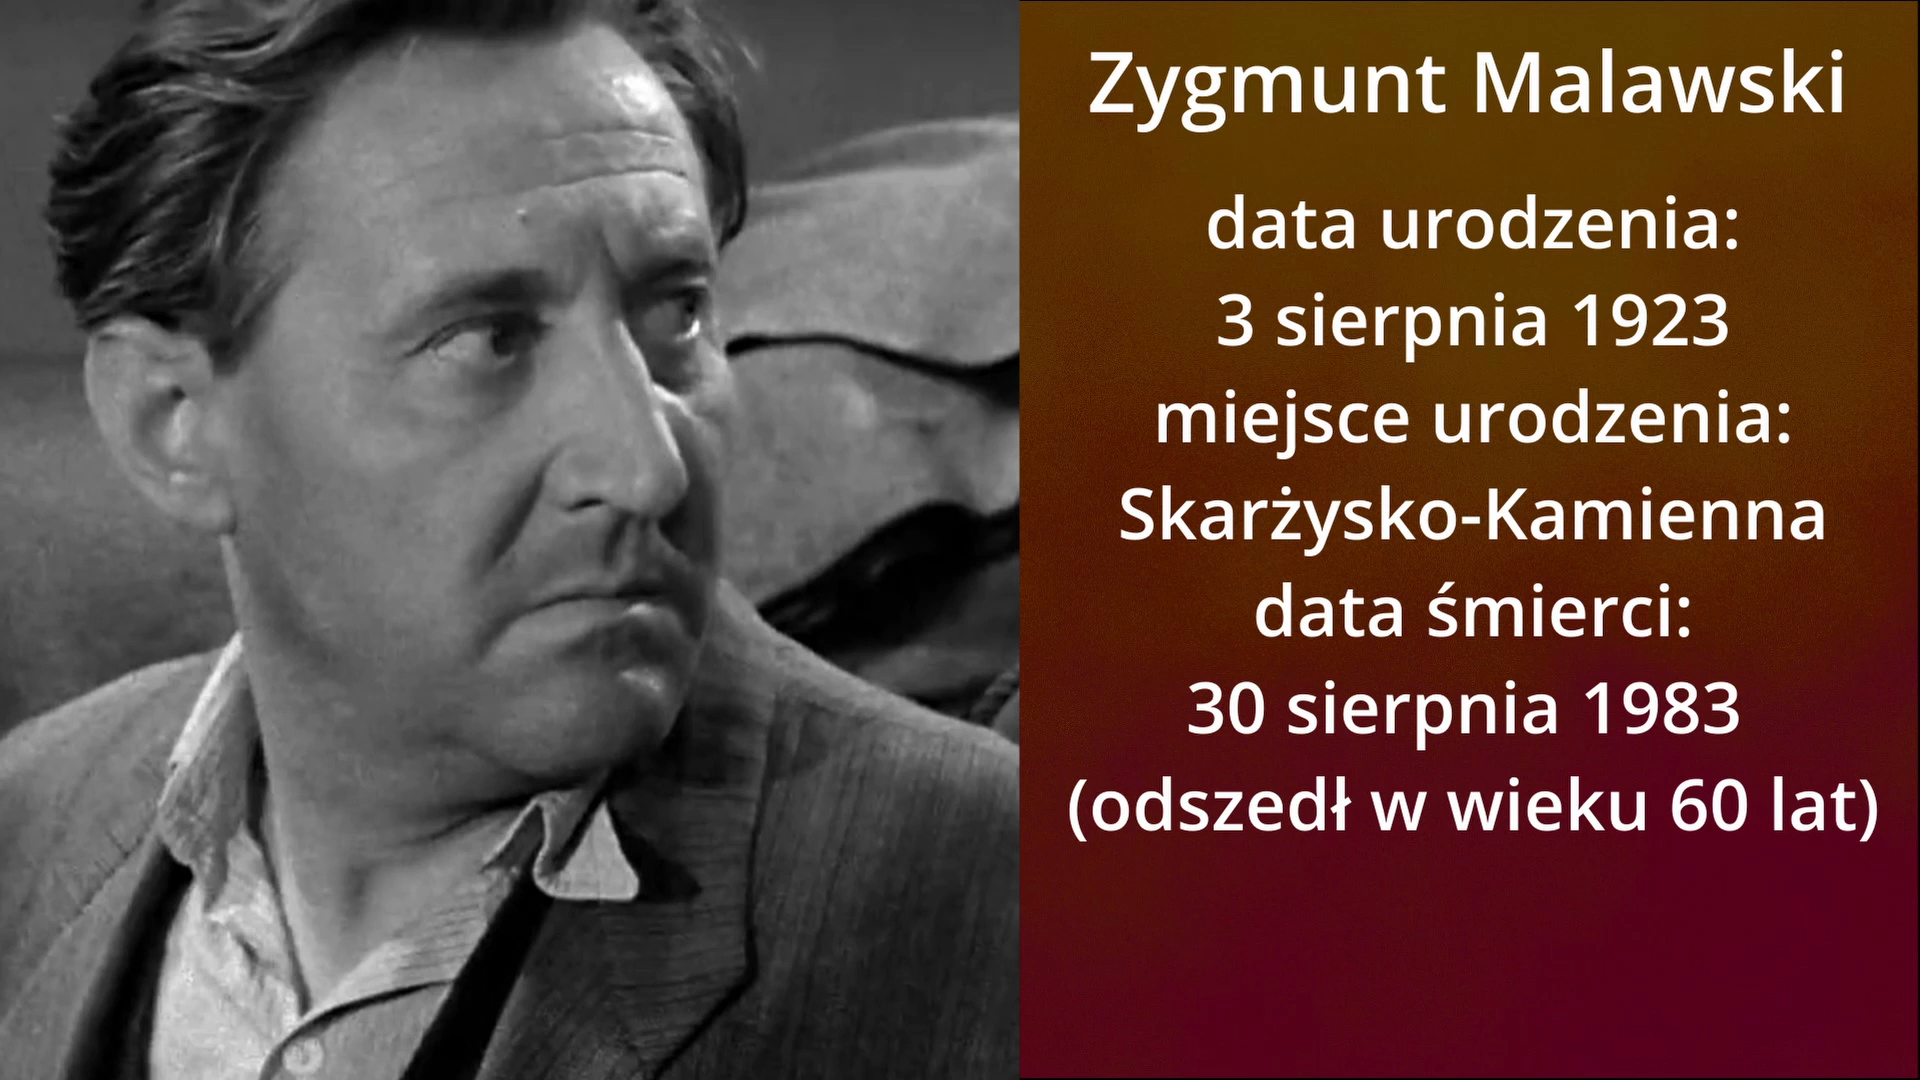 Zygmunt Malawski
data urodzenia:
3 sierpnia 1923
miejsce urodzenia:
Skarżysko-Kamienna
data śmierci:
30 sierpnia 1983
(odszedł w wieku 60 lat)